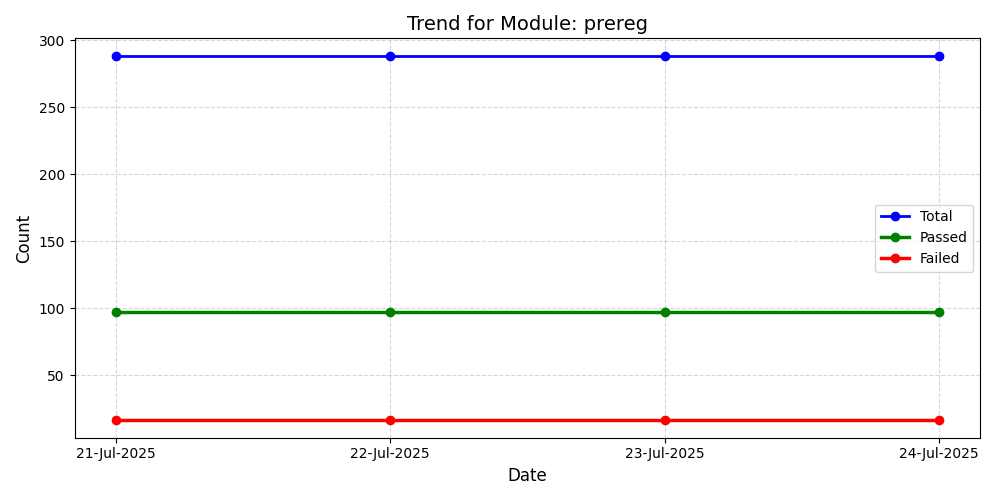 Trend for Module: prereg
300
250
200
150
100
50
Count
Total
Passed
Failed
21-Jul-2025
22-Jul-2025
23-Jul-2025
24-Jul-2025
Date